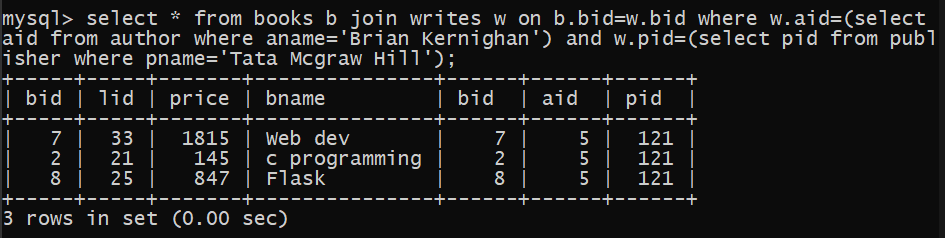 mysql> select * from books b join writes w on b.bid=w.bid where w.aid=(select
aid from author where aname='Brian Kernighan') and w.pid=(select pid from publ
isher where pname='Tata Mcgraw Hill');
+-----+-----+-------+---------------+------+------+------+
| bid | lid | price | bname         | bid  | aid  | pid  |
+-----+-----+-------+---------------+------+------+------+
|   7 |  33 |  1815 | Web dev       |    7 |    5 |  121 |
|   2 |  21 |   145 | c programming |    2 |    5 |  121 |
|   8 |  25 |   847 | Flask         |    8 |    5 |  121 |
+-----+-----+-------+---------------+------+------+------+
3 rows in set (0.00 sec)